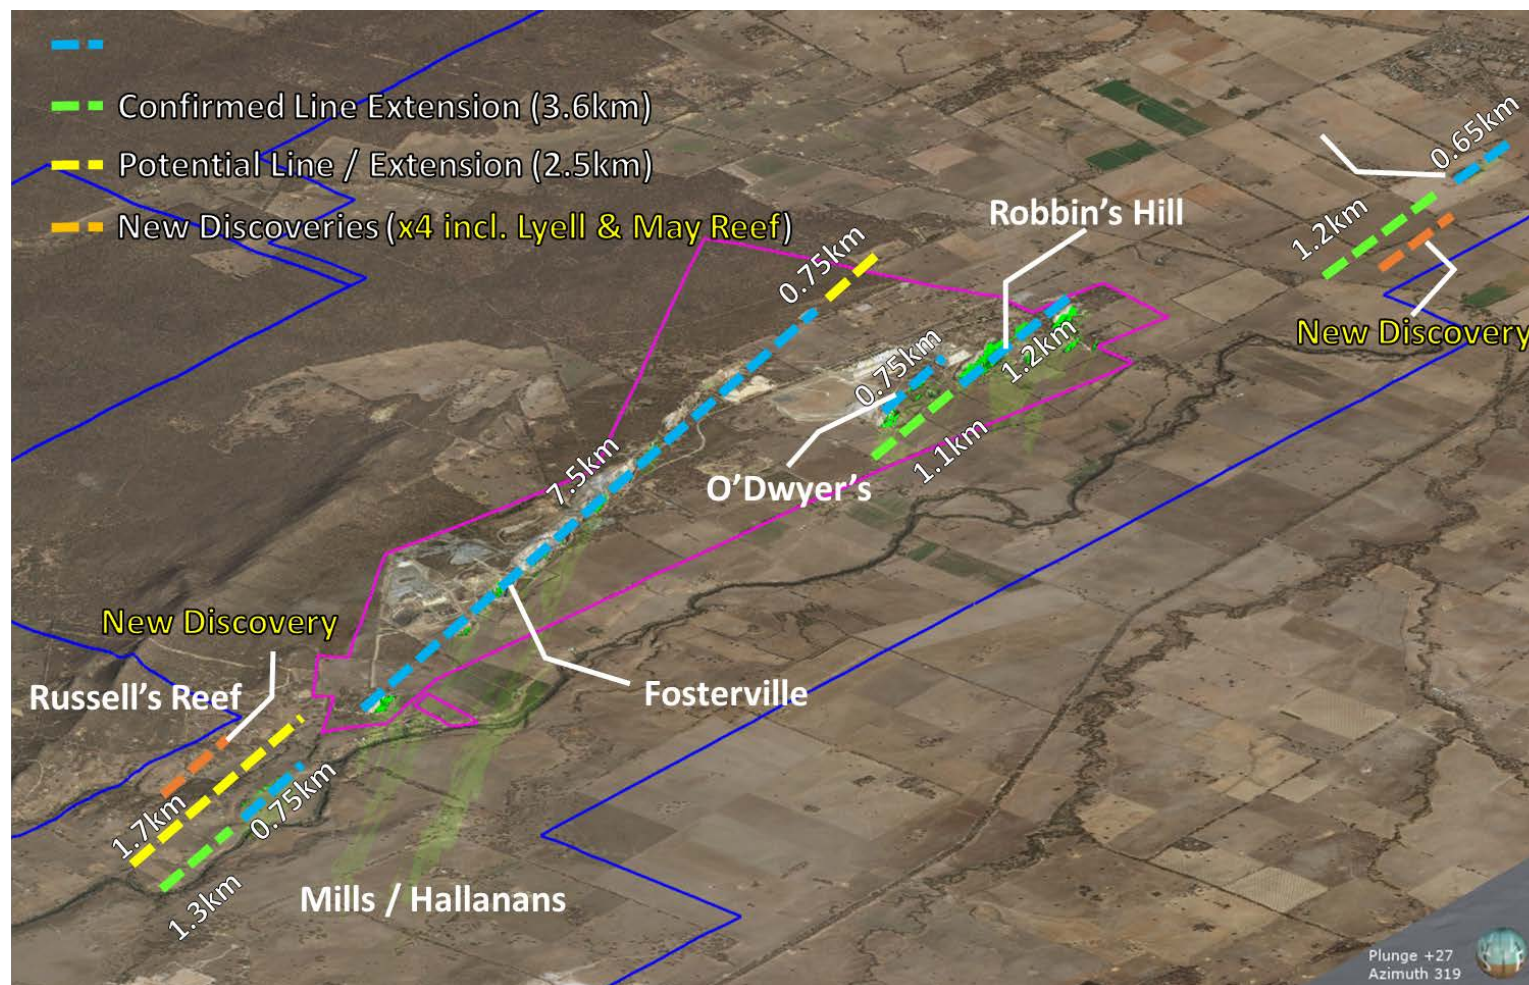 Confirmed Line Extension (3.6km)
Potential Line / Extension (2.5km)
New Discoveries (x4 incl. Lyell & May Reef)
0.65km
1.2km
Robbin's Hill
0.75km
New Discovery
1.2km
0.75km
1.1km
O'Dwyer's
7.5km
New Discovery
Russell's Reef
Fosterville
0.75km
1.7km
1.3km
Mills / Hallanans
Plunge +27
Azimuth 319